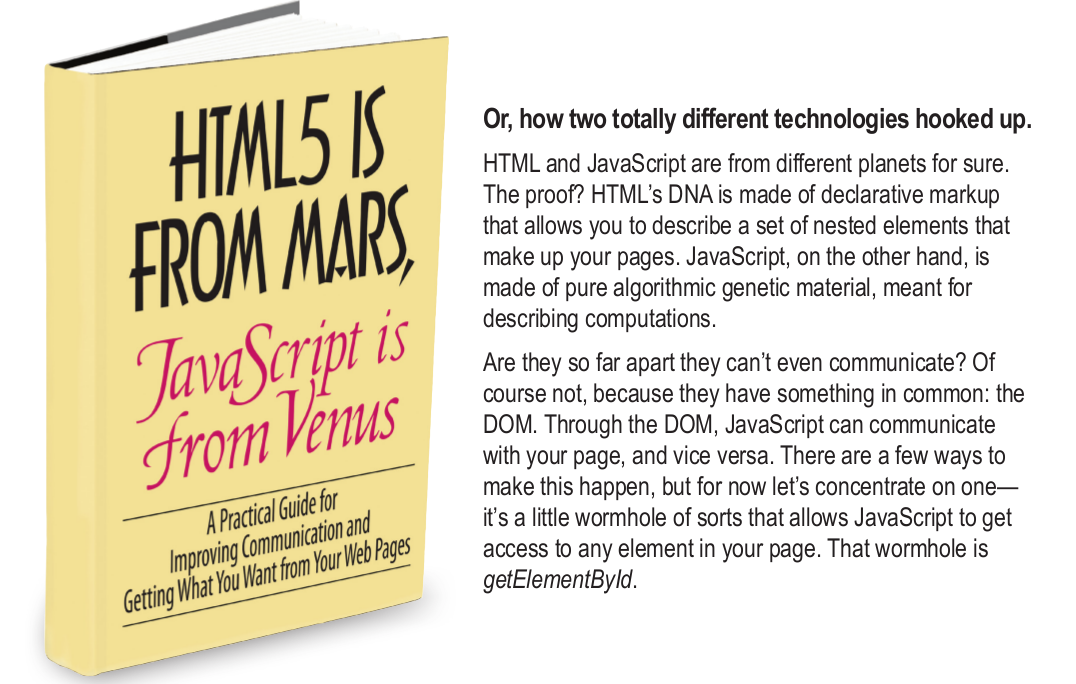 HTML5 IS
FROM MARS,
JavaScript is
from Venus
A Practical Guide for
Improving Communication and
Getting What You Want from Your Web Pages
Or, how two totally different technologies hooked up.
HTML and JavaScript are from different planets for sure.
The proof? HTML’s DNA is made of declarative markup
that allows you to describe a set of nested elements that
make up your pages. JavaScript, on the other hand, is
made of pure algorithmic genetic material, meant for
describing computations.
Are they so far apart they can’t even communicate? Of
course not, because they have something in common: the
DOM. Through the DOM, JavaScript can communicate
with your page, and vice versa. There are a few ways to
make this happen, but for now let’s concentrate on one—
it’s a little wormhole of sorts that allows JavaScript to get
access to any element in your page. That wormhole is
getElementById.